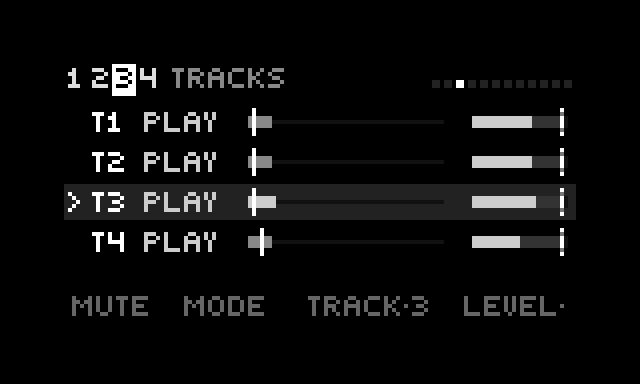 1 2 3 4 TRACKS
T1 PLAY
T2 PLAY
> T3 PLAY
T4 PLAY
MUTE MODE TRACK·3 LEVEL·